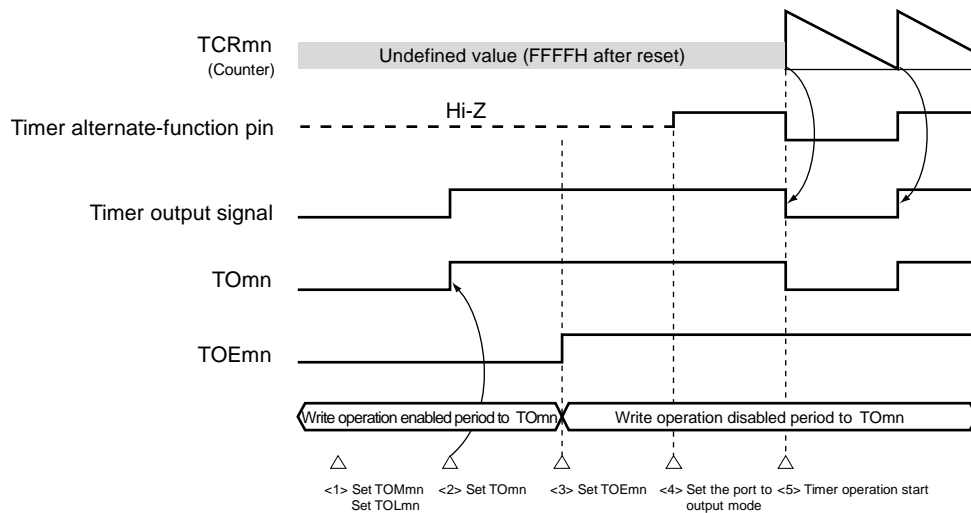 TCRmn
(Counter)
Undefined value (FFFFH after reset)
Hi-Z
Timer alternate-function pin
Timer output signal
TOmn
TOEmn
Write operation enabled period to TOmn
Write operation disabled period to TOmn
<1> Set TOMmn
Set TOLmn
<2> Set TOmn
<3> Set TOEmn
<4> Set the port to
output mode
<5> Timer operation start